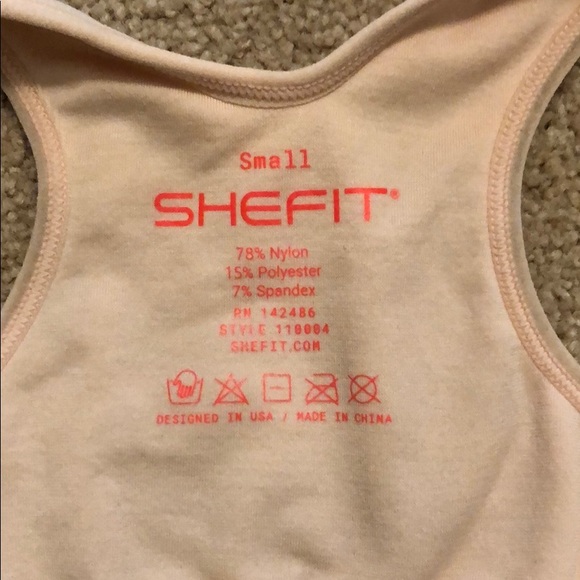 Small
SHEFIT®
78% Nylon
15% Polyester
7% Spandex
RN 142486
STYLE 110004
SHEFIT.COM
DESIGNED IN USA / MADE IN CHINA